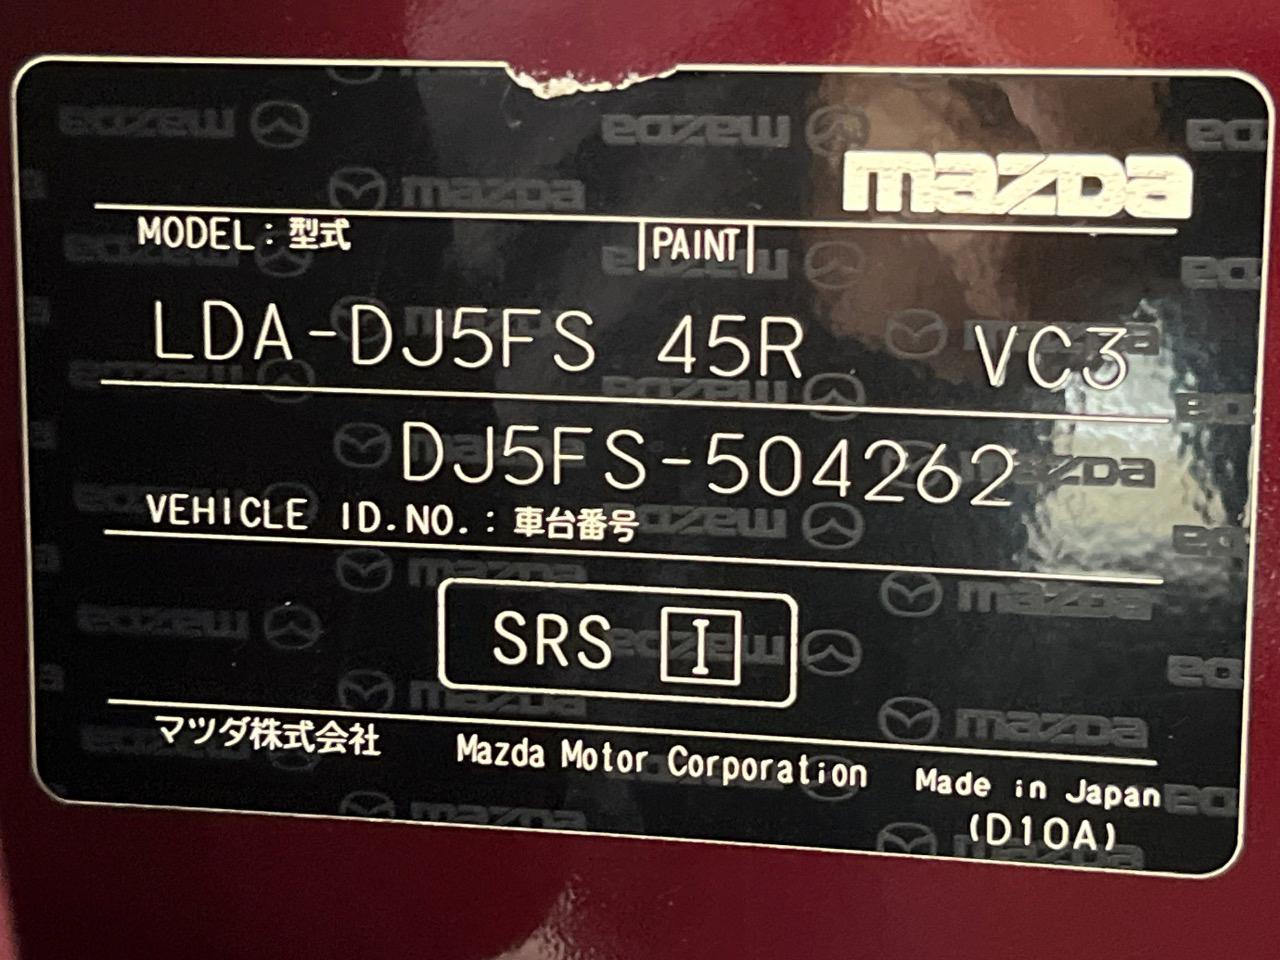 mazda
MODEL: 型式 |PAINT|
LDA-DJ5FS 45R VC3
DJ5FS-504262
VEHICLE ID.NO.: 車台番号
SRS I
マツダ株式会社 Mazda Motor Corporation Made in Japan
(D10A)